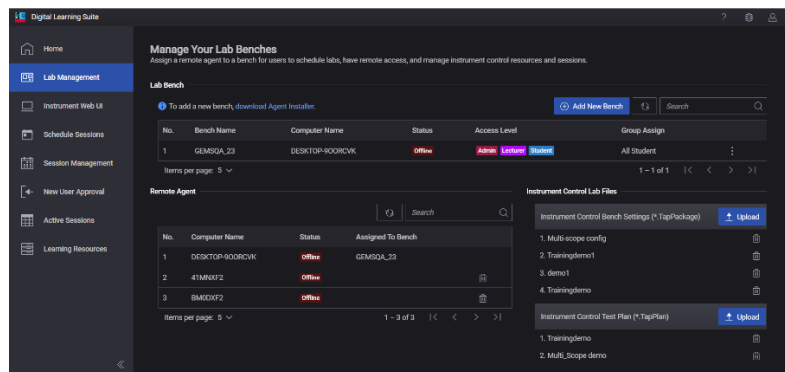 Digital Learning Suite
?
Home
Lab Management
Instrument Web UI
Schedule Sessions
Session Management
New User Approval
Active Sessions
Learning Resources
Manage Your Lab Benches
Assign a remote agent to a bench for users to schedule labs, have remote access, and manage instrument control resources and sessions.
Lab Bench
To add a new bench, download Agent Installer.
Add New Bench
Search
No. Bench Name Computer Name Status Access Level Group Assign
1 GEMSQA_23 DESKTOP-9OORCVK Offline Admin Lecturer Student All Student
Items per page: 5 1 – 1 of 1
Remote Agent
Search
No. Computer Name Status Assigned To Bench
1 DESKTOP-9OORCVK Offline GEMSQA_23
2 41MNXF2 Offline
3 BM0DXF2 Offline
Items per page: 5 1 – 3 of 3
Instrument Control Lab Files
Instrument Control Bench Settings (*.TapPackage) Upload
1. Multi-scope config
2. Trainingdemo1
3. demo1
4. Trainingdemo
Instrument Control Test Plan (*.TapPlan) Upload
1. Trainingdemo
2. Multi_Scope demo